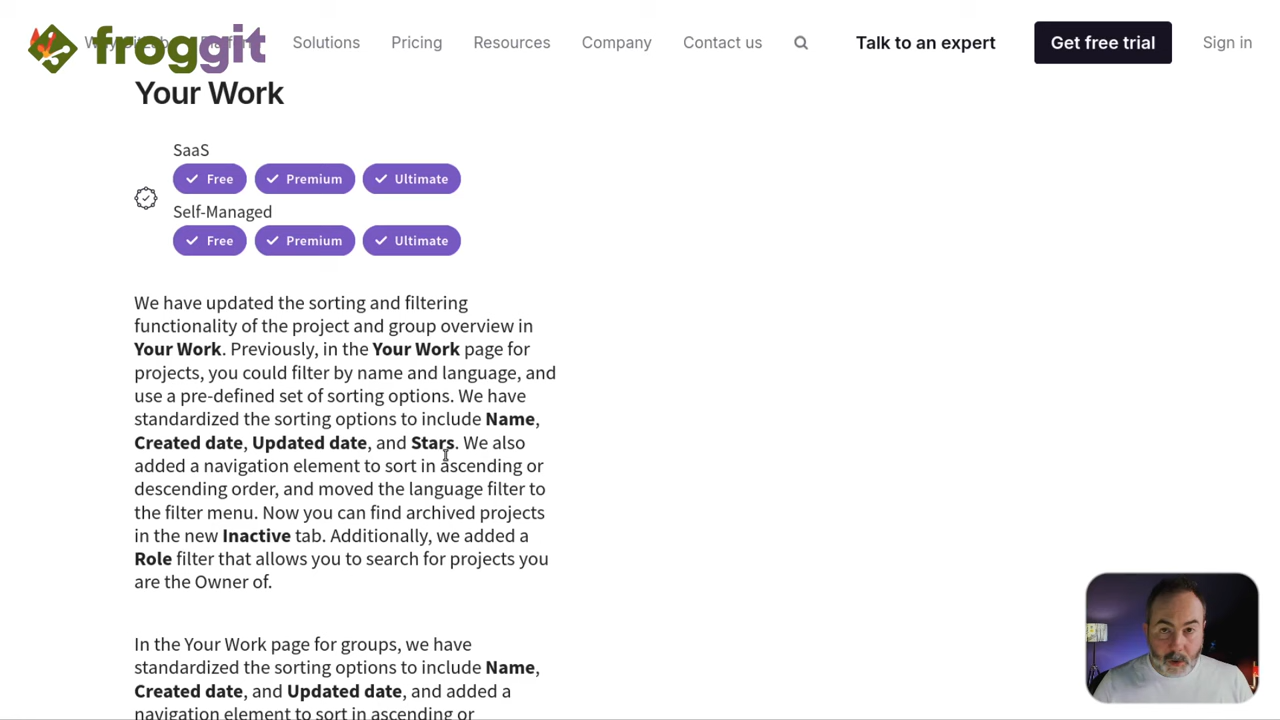 froggit
Solutions
Pricing
Resources
Company
Contact us
Talk to an expert
Get free trial
Sign in
Your Work
SaaS
Free
Premium
Ultimate
Self-Managed
Free
Premium
Ultimate
We have updated the sorting and filtering
functionality of the project and group overview in
Your Work. Previously, in the Your Work page for
projects, you could filter by name and language, and
use a pre-defined set of sorting options. We have
standardized the sorting options to include Name,
Created date, Updated date, and Stars. We also
added a navigation element to sort in ascending or
descending order, and moved the language filter to
the filter menu. Now you can find archived projects
in the new Inactive tab. Additionally, we added a
Role filter that allows you to search for projects you
are the Owner of.
In the Your Work page for groups, we have
standardized the sorting options to include Name,
Created date, and Updated date, and added a
navigation element to sort in ascending or